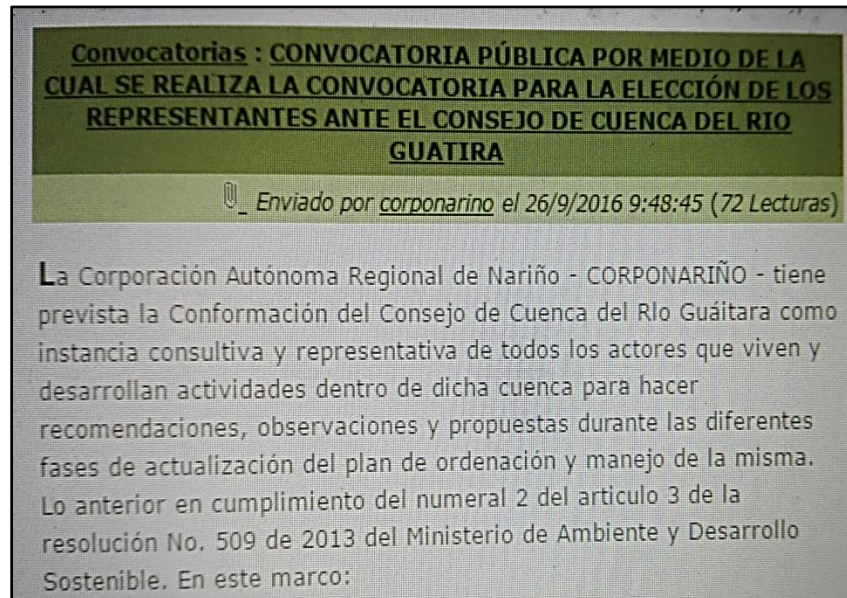 Convocatorias : CONVOCATORIA PÚBLICA POR MEDIO DE LA
CUAL SE REALIZA LA CONVOCATORIA PARA LA ELECCIÓN DE LOS
REPRESENTANTES ANTE EL CONSEJO DE CUENCA DEL RIO
GUATIRA
Enviado por corponarino el 26/9/2016 9:48:45 (72 Lecturas)
La Corporación Autónoma Regional de Nariño - CORPONARIÑO - tiene
prevista la Conformación del Consejo de Cuenca del RIo Guáitara como
instancia consultiva y representativa de todos los actores que viven y
desarrollan actividades dentro de dicha cuenca para hacer
recomendaciones, observaciones y propuestas durante las diferentes
fases de actualización del plan de ordenación y manejo de la misma.
Lo anterior en cumplimiento del numeral 2 del articulo 3 de la
resolución No. 509 de 2013 del Ministerio de Ambiente y Desarrollo
Sostenible. En este marco: